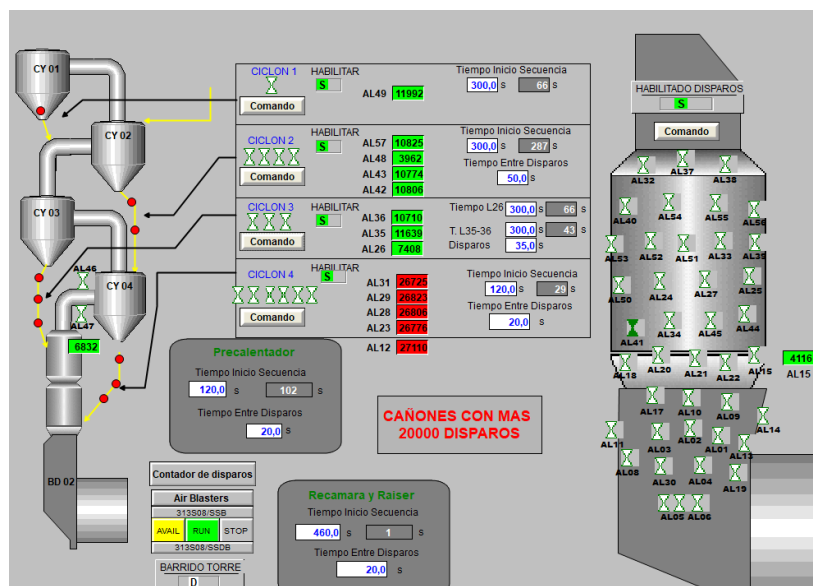 CY 01
CY 02
CY 03
CY 04
AL46
AL47
6832
BD 02
CICLON 1
HABILITAR
S
Comando
AL49 11992
Tiempo Inicio Secuencia
300,0 s 66 s
CICLON 2
HABILITAR
S
Comando
AL57 10825
AL48 3962
AL43 10774
AL42 10806
Tiempo Inicio Secuencia
300,0 s 287 s
Tiempo Entre Disparos
50,0 s
CICLON 3
HABILITAR
S
Comando
AL36 10710
AL35 11639
AL26 7408
Tiempo L26 300,0 s 66 s
T. L35-36 300,0 s 43 s
Disparos 35,0 s
CICLON 4
HABILITAR
S
Comando
AL31 26725
AL29 26823
AL28 26806
AL23 26776
AL12 27110
Tiempo Inicio Secuencia
120,0 s 29 s
Tiempo Entre Disparos
20,0 s
Precalentador
Tiempo Inicio Secuencia
120,0 s 102 s
Tiempo Entre Disparos
20,0 s
CAÑONES CON MAS
20000 DISPAROS
Contador de disparos
Air Blasters
313S08/SSB
AVAIL RUN STOP
313S08/SSDB
BARRIDO TORRE
D
Recamara y Raiser
Tiempo Inicio Secuencia
460,0 s 1 s
Tiempo Entre Disparos
20,0 s
HABILITADO DISPAROS
S
Comando
AL32 AL37 AL38
AL40 AL54 AL55 AL56
AL53 AL52 AL51 AL33 AL39
AL50 AL24 AL27 AL25
AL41 AL34 AL45 AL44
AL18 AL20 AL21 AL22 AL15
4116
AL15
AL17 AL10 AL09
AL11 AL03 AL02 AL01 AL13 AL14
AL08 AL30 AL04 AL19
AL05 AL06